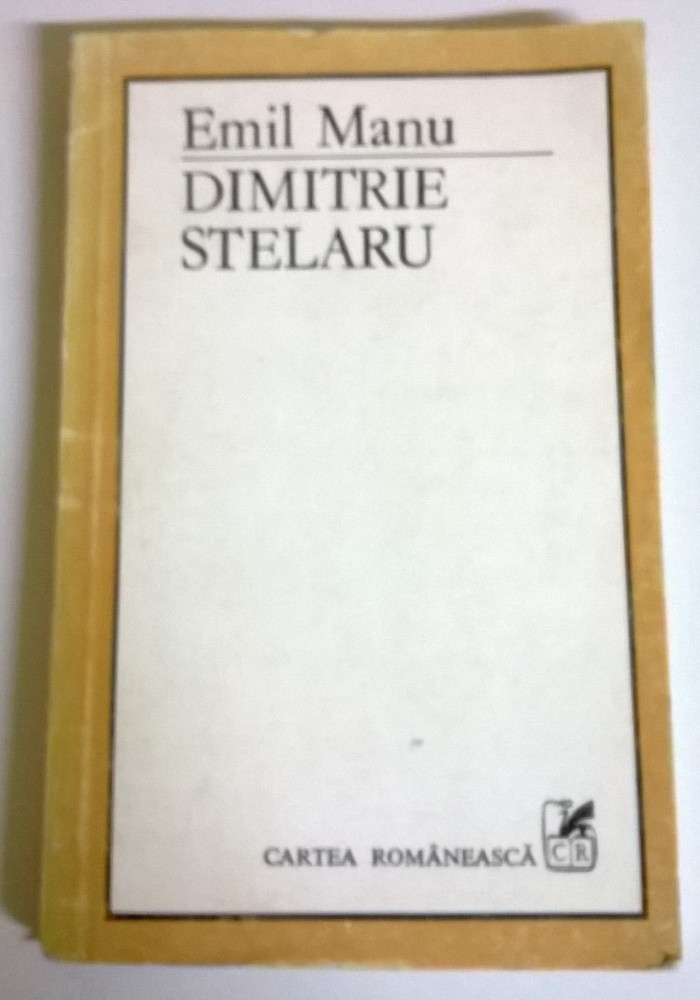 Emil Manu
DIMITRIE
STELARU
CARTEA ROMÂNEASCĂ
CR